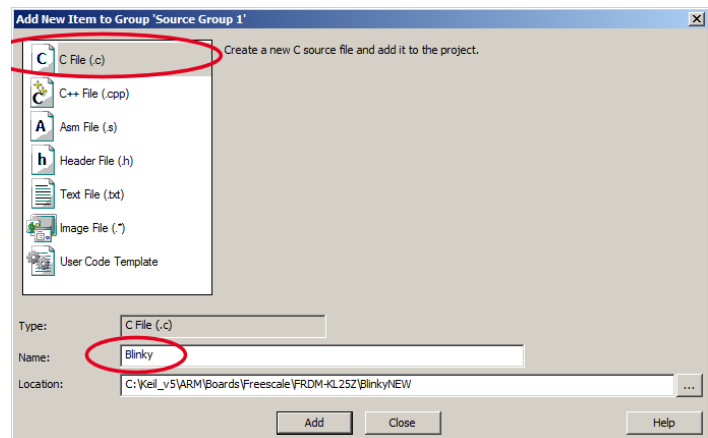 Add New Item to Group 'Source Group 1'
C File (.c)
Create a new C source file and add it to the project.
C++ File (.cpp)
Asm File (.s)
Header File (.h)
Text File (.txt)
Image File (.*)
User Code Template
Type:
C File (.c)
Name:
Blinky
Location:
C:\Keil_v5\ARM\Boards\Freescale\FRDM-KL25Z\BlinkyNEW
...
Add
Close
Help